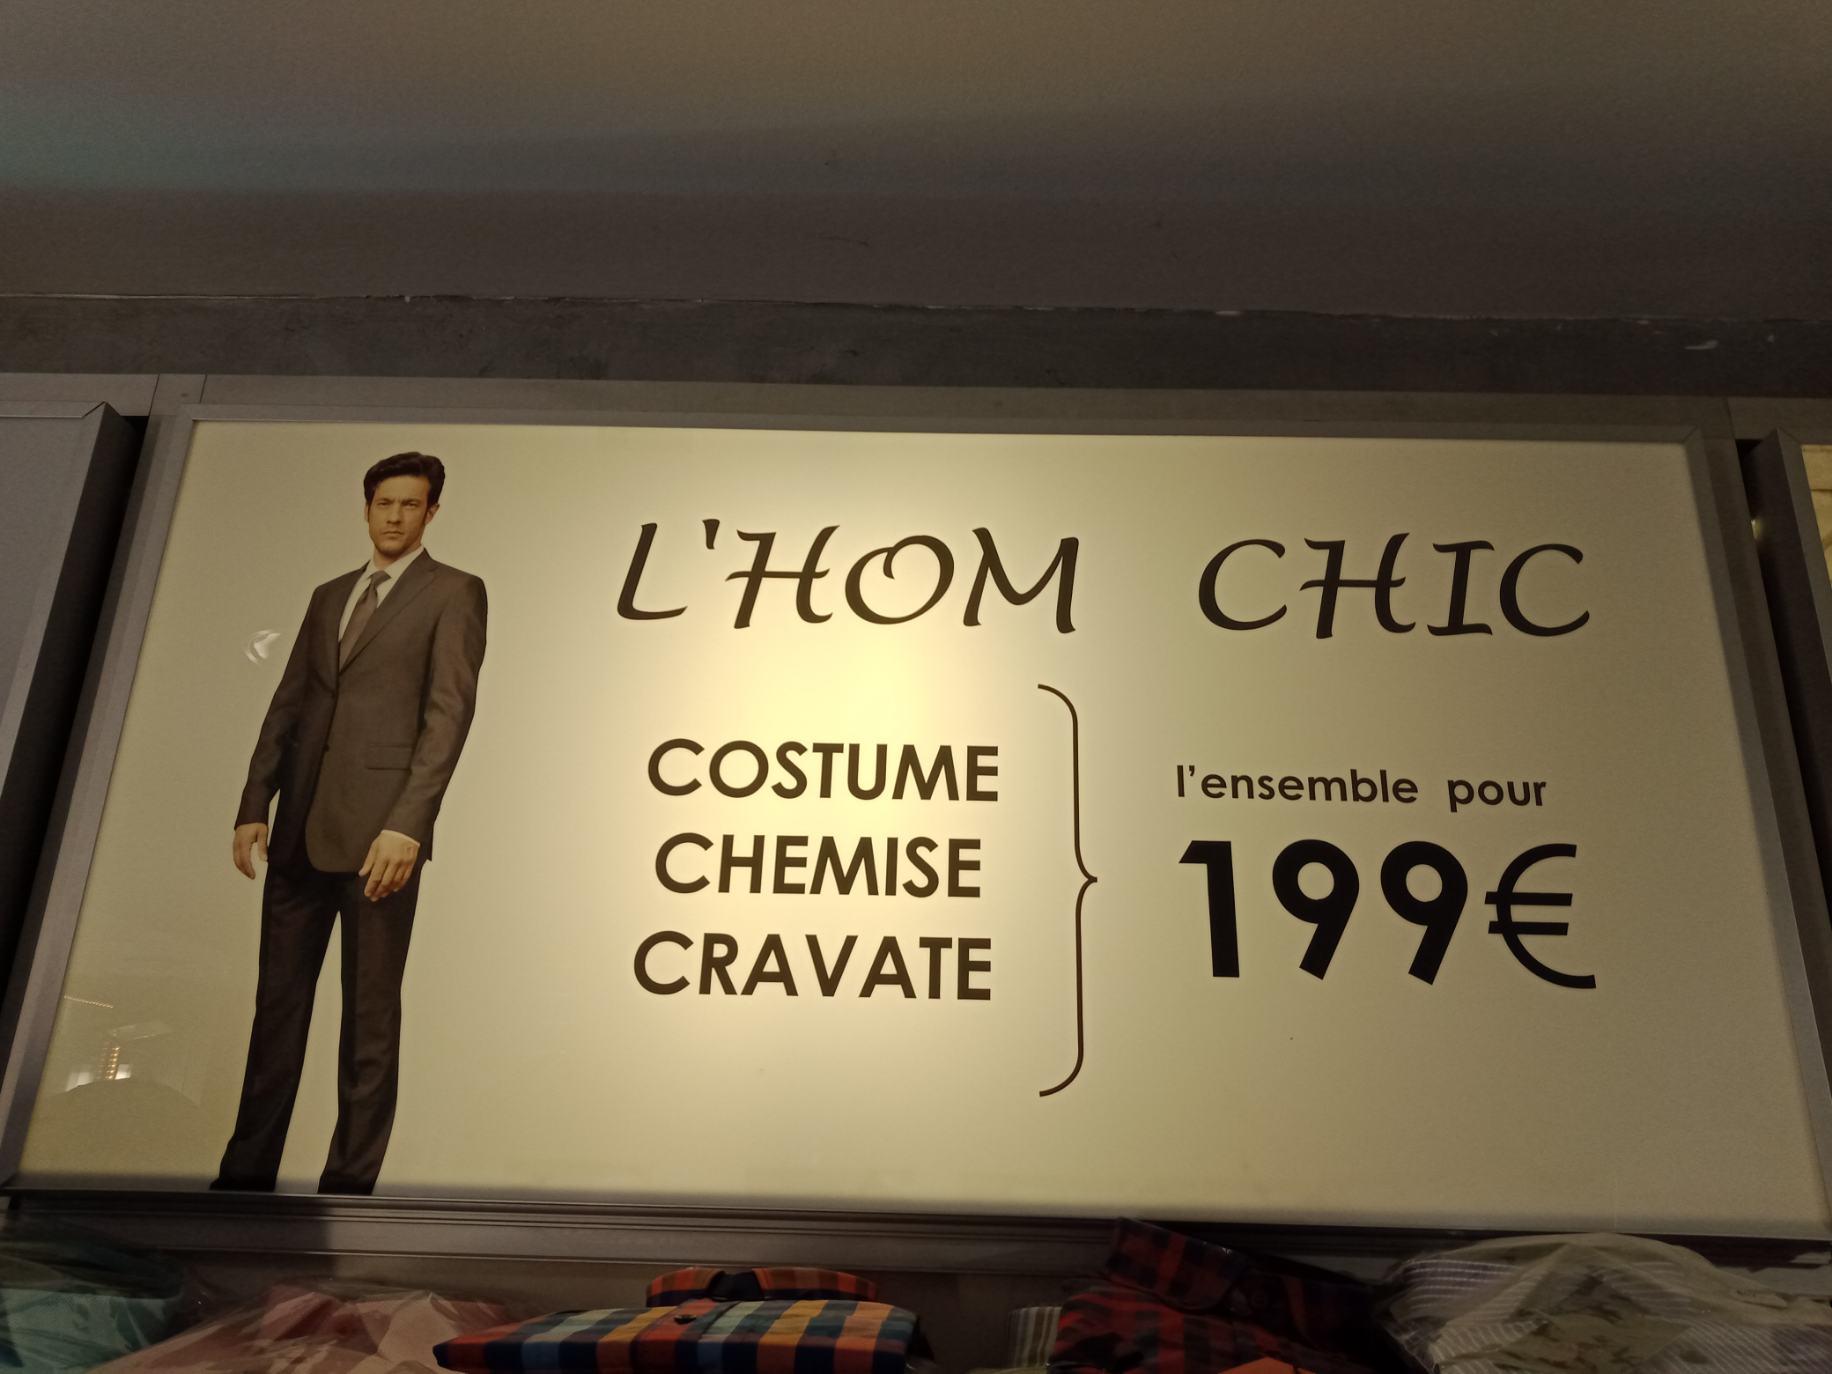 L'HOM CHIC
COSTUME
CHEMISE
CRAVATE
l'ensemble pour
199€